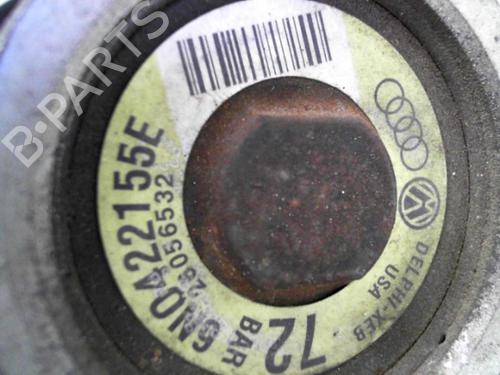 B-PARTS
6N0422155E
26056532
72 BAR
DELPHI-XEB
USA